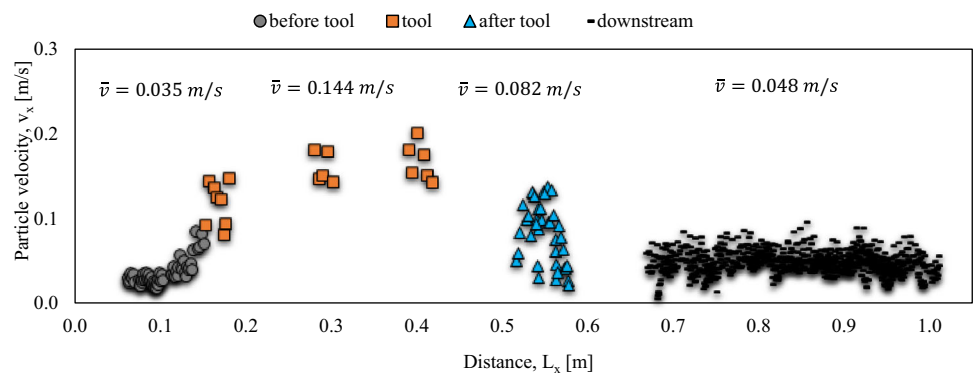 before tool tool after tool downstream
0.3
v̄ = 0.035 m/s v̄ = 0.144 m/s v̄ = 0.082 m/s v̄ = 0.048 m/s
0.2
0.1
0.0
Particle velocity, v_x [m/s]
0.0 0.1 0.2 0.3 0.4 0.5 0.6 0.7 0.8 0.9 1.0
Distance, L_x [m]